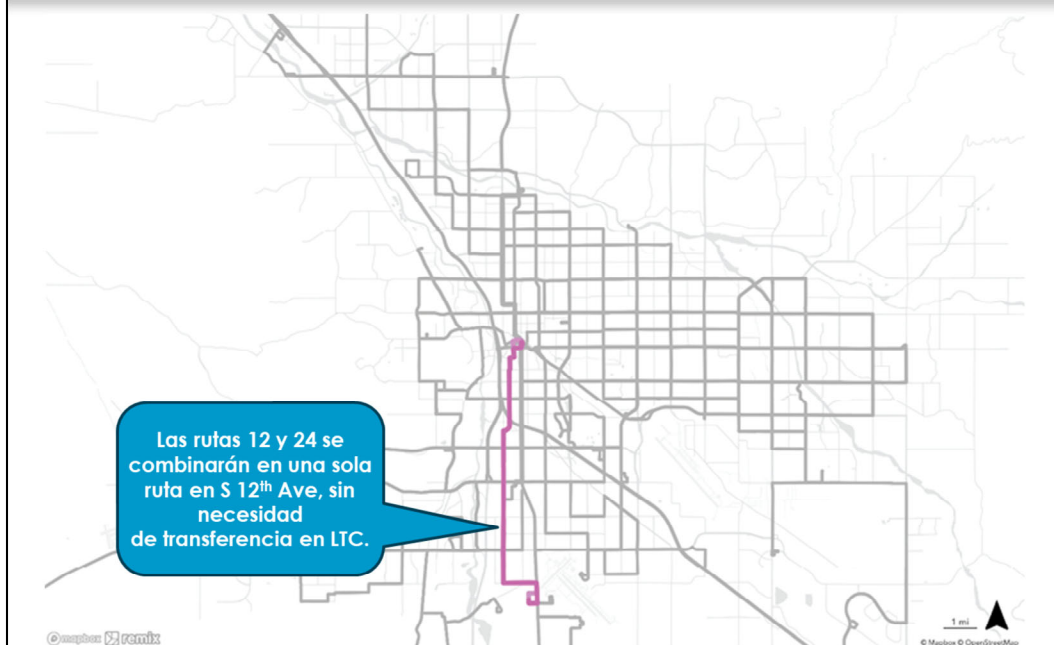 Las rutas 12 y 24 se
combinarán en una sola
ruta en S 12th Ave, sin
necesidad
de transferencia en LTC.
1 mi
© mapbox remix
© Mapbox © OpenStreetMap